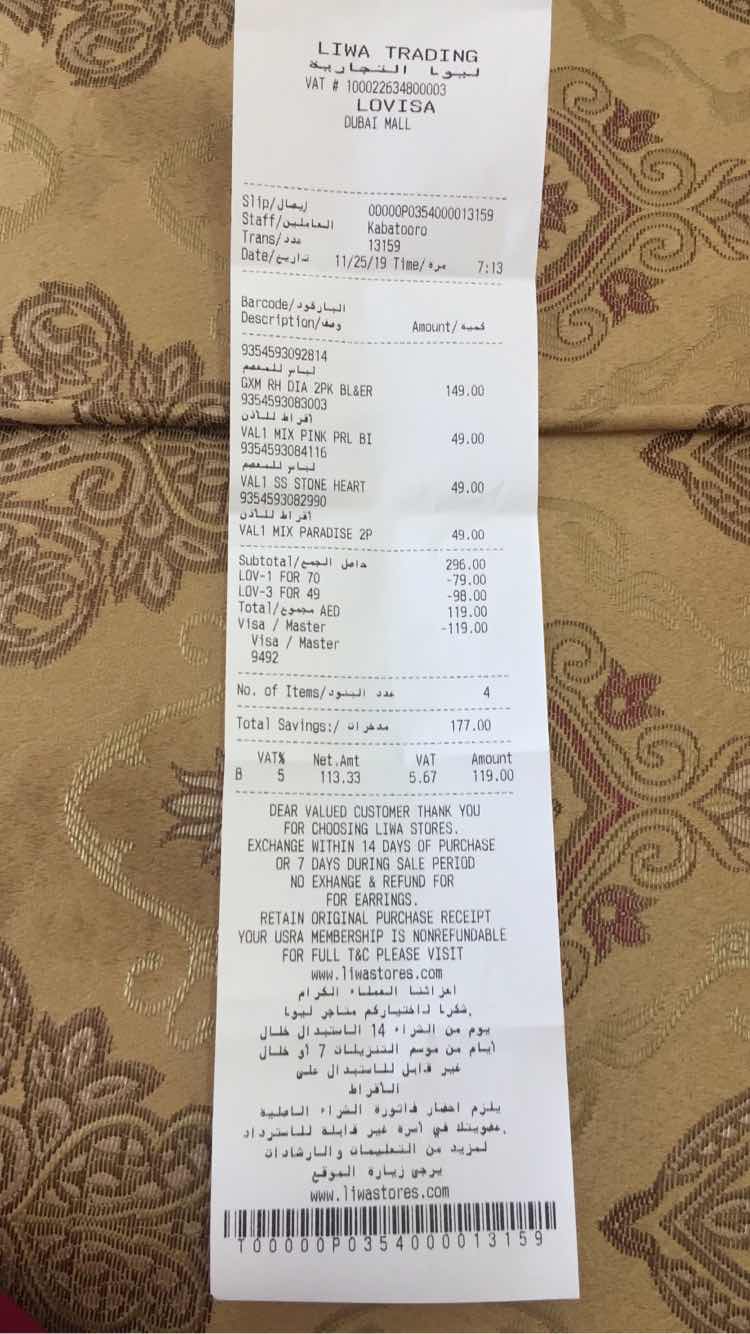 LIWA TRADING
ليوا التجارية
VAT # 100022634800003
LOVISA
DUBAI MALL
Slip/إيصال 00000P0354000013159
Staff/العاملين Kabatooro
Trans/عدد 13159
Date/تاريخ 11/25/19 Time/مرة 7:13
Barcode/الباركود
Description/وصف Amount/كمية
9354593092814
لباس للمعصم
GXM RH DIA 2PK BL&ER 149.00
9354593083003
أقراط للأذن
VAL1 MIX PINK PRL BI 49.00
9354593084116
لباس للمعصم
VAL1 SS STONE HEART 49.00
9354593082990
أقراط للأذن
VAL1 MIX PARADISE 2P 49.00
Subtotal/حاصل الجمع 296.00
LOV-1 FOR 70 -79.00
LOV-3 FOR 49 -98.00
Total/مجموع AED 119.00
Visa / Master -119.00
Visa / Master
9492
No. of Items/عدد البنود 4
Total Savings:/مدخرات 177.00
VAT% Net.Amt VAT Amount
B 5 113.33 5.67 119.00
DEAR VALUED CUSTOMER THANK YOU
FOR CHOOSING LIWA STORES.
EXCHANGE WITHIN 14 DAYS OF PURCHASE
OR 7 DAYS DURING SALE PERIOD
NO EXHANGE & REFUND FOR
FOR EARRINGS.
RETAIN ORIGINAL PURCHASE RECEIPT
YOUR USRA MEMBERSHIP IS NONREFUNDABLE
FOR FULL T&C PLEASE VISIT
www.liwastores.com
اعزائنا العملاء الكرام
شكرا لاختياركم متاجر ليوا.
يوم من الشراء 14 الاستبدال خلال
أيام من موسم التنزيلات 7 أو خلال
غير قابل للاستبدال على
الأقراط
يلزم احضار فاتورة الشراء الاصلية
عضويتك في أسرة غير قابلة للاسترداد.
لمزيد من التعليمات والارشادات
يرجى زيارة الموقع
www.liwastores.com
T00000P0354000013159